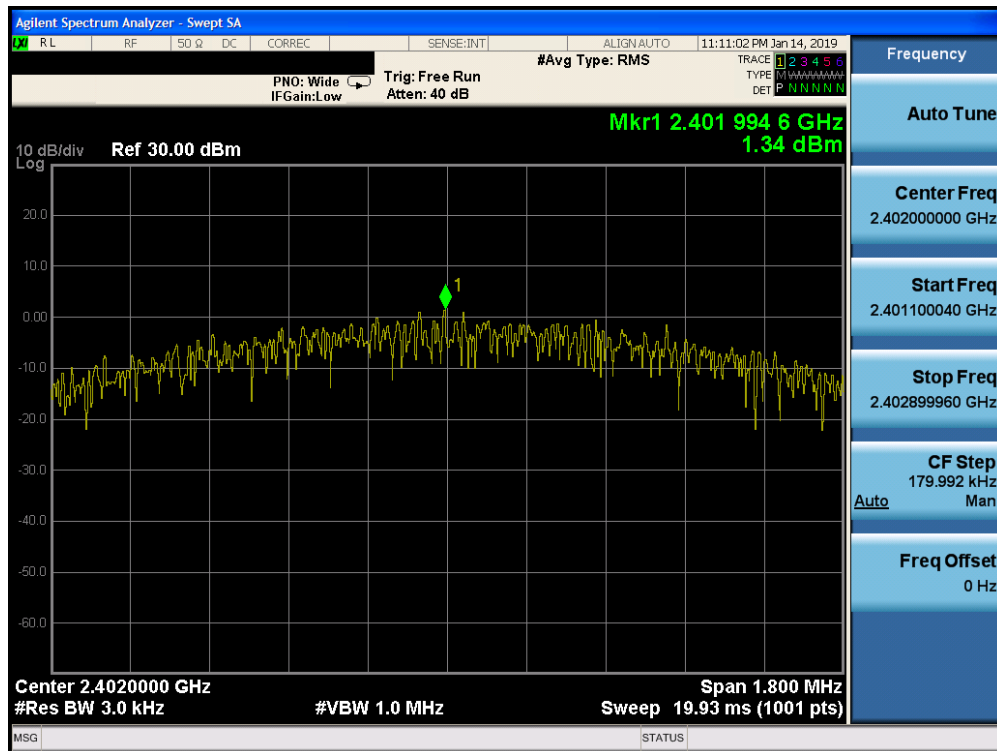 Agilent Spectrum Analyzer - Swept SA
LXI RL RF 50 Ω DC CORREC SENSE:INT ALIGN AUTO 11:11:02 PM Jan 14, 2019
PNO: Wide
IFGain:Low
Trig: Free Run
Atten: 40 dB
#Avg Type: RMS
TRACE 1 2 3 4 5 6
TYPE M W W W W W
DET P N N N N N
Mkr1 2.401 994 6 GHz
1.34 dBm
10 dB/div Ref 30.00 dBm
Log
20.0
10.0
0.00
-10.0
-20.0
-30.0
-40.0
-50.0
-60.0
1
Center 2.4020000 GHz Span 1.800 MHz
#Res BW 3.0 kHz #VBW 1.0 MHz Sweep 19.93 ms (1001 pts)
MSG STATUS
Frequency
Auto Tune
Center Freq
2.402000000 GHz
Start Freq
2.401100040 GHz
Stop Freq
2.402899960 GHz
CF Step
179.992 kHz
Auto Man
Freq Offset
0 Hz